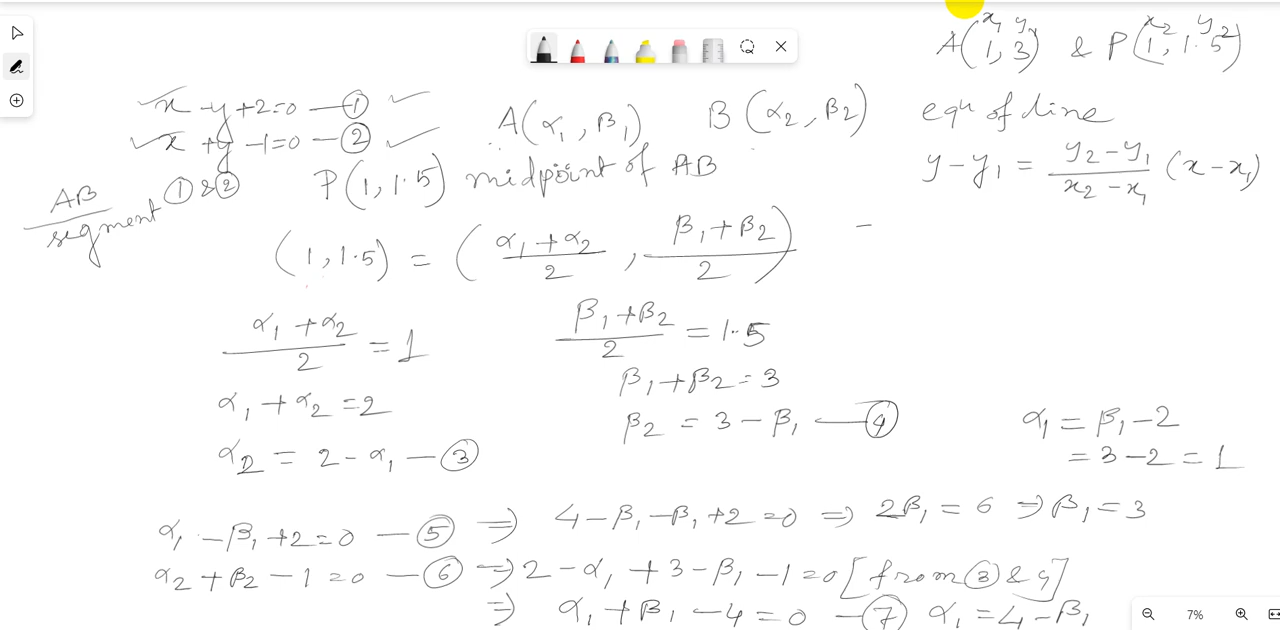 x - y + 2 = 0 — ①
x + y - 1 = 0 — ②
AB segment ① & ②
A(α₁, β₁) B(α₂, β₂)
P(1, 1.5) midpoint of AB
(1, 1.5) = ((α₁ + α₂)/2, (β₁ + β₂)/2)
(α₁ + α₂)/2 = 1
α₁ + α₂ = 2
α₂ = 2 - α₁ — ③
(β₁ + β₂)/2 = 1.5
β₁ + β₂ = 3
β₂ = 3 - β₁ — ④
α₁ - β₁ + 2 = 0 — ⑤ ⇒ 4 - β₁ - β₁ + 2 = 0 ⇒ 2β₁ = 6 ⇒ β₁ = 3
α₂ + β₂ - 1 = 0 — ⑥ ⇒ 2 - α₁ + 3 - β₁ - 1 = 0 [from ③ & 4]
⇒ α₁ + β₁ - 4 = 0 — ⑦ α₁ = 4 - β₁
α₁ = β₁ - 2
= 3 - 2 = 1
x₁ y₁ x₂ y₂
A(1, 3) & P(1, 1.5)
eqⁿ of line
y - y₁ = (y₂ - y₁)/(x₂ - x₁) (x - x₁)
7%